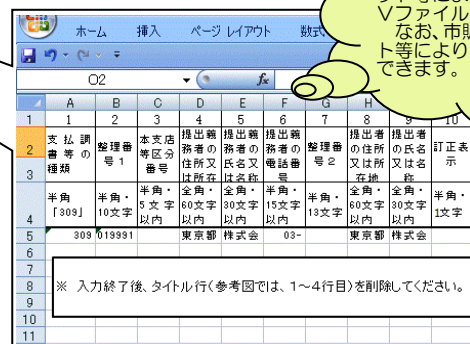 Vファイル
なお、市販
ト等により
できます。
ホーム 挿入 ページ レイアウト 数式
O2 fx
A B C D E F G H
1 1 2 3 4 5 6 7 8 10
2 支払調書等の種類 整理番号1 本支店等区分番号 提出義務者の住所又は所在 提出義務者の氏名又は名称 提出義務者の電話番号 整理番号2 提出者の住所又は所在地 提出者の氏名又は名称 訂正表示
3
4 半角「309」 半角・10文字 半角・5文字以内 全角・60文字以内 全角・30文字以内 半角・15文字以内 半角・13文字 全角・60文字以内 全角・30文字以内 半角・1文字
5 309 019991 東京都 株式会 03- 東京都 株式会
6
7
8 ※ 入力終了後、タイトル行(参考図では、1~4行目)を削除してください。
9
10
11